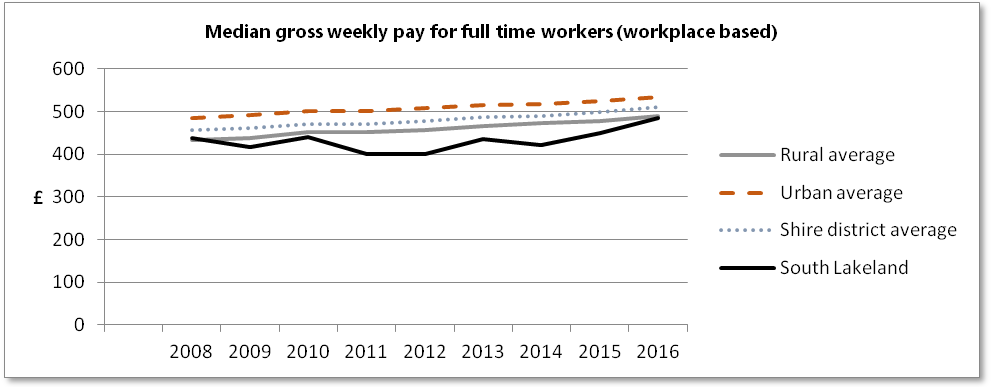 Median gross weekly pay for full time workers (workplace based)
600
500
400
300
200
100
0
£
2008 2009 2010 2011 2012 2013 2014 2015 2016
Rural average
Urban average
Shire district average
South Lakeland